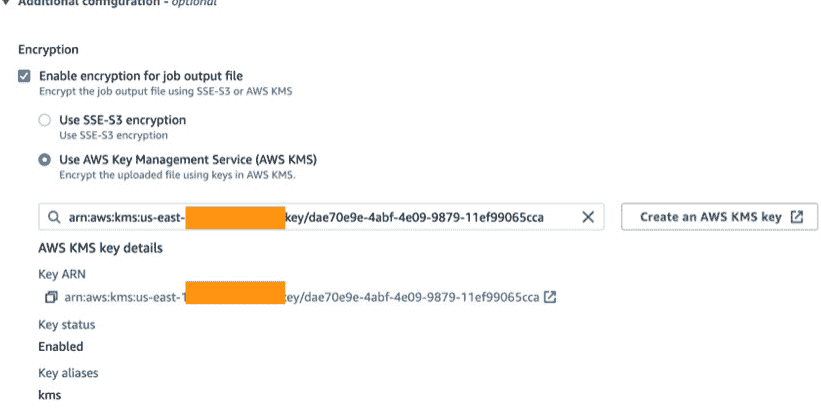 Additional configuration - optional
Encryption
Enable encryption for job output file
Encrypt the job output file using SSE-S3 or AWS KMS
Use SSE-S3 encryption
Use SSE-S3 encryption
Use AWS Key Management Service (AWS KMS)
Encrypt the uploaded file using keys in AWS KMS.
arn:aws:kms:us-east- key/dae70e9e-4abf-4e09-9879-11ef99065cca
Create an AWS KMS key
AWS KMS key details
Key ARN
arn:aws:kms:us-east-1 ey/dae70e9e-4abf-4e09-9879-11ef99065cca
Key status
Enabled
Key aliases
kms